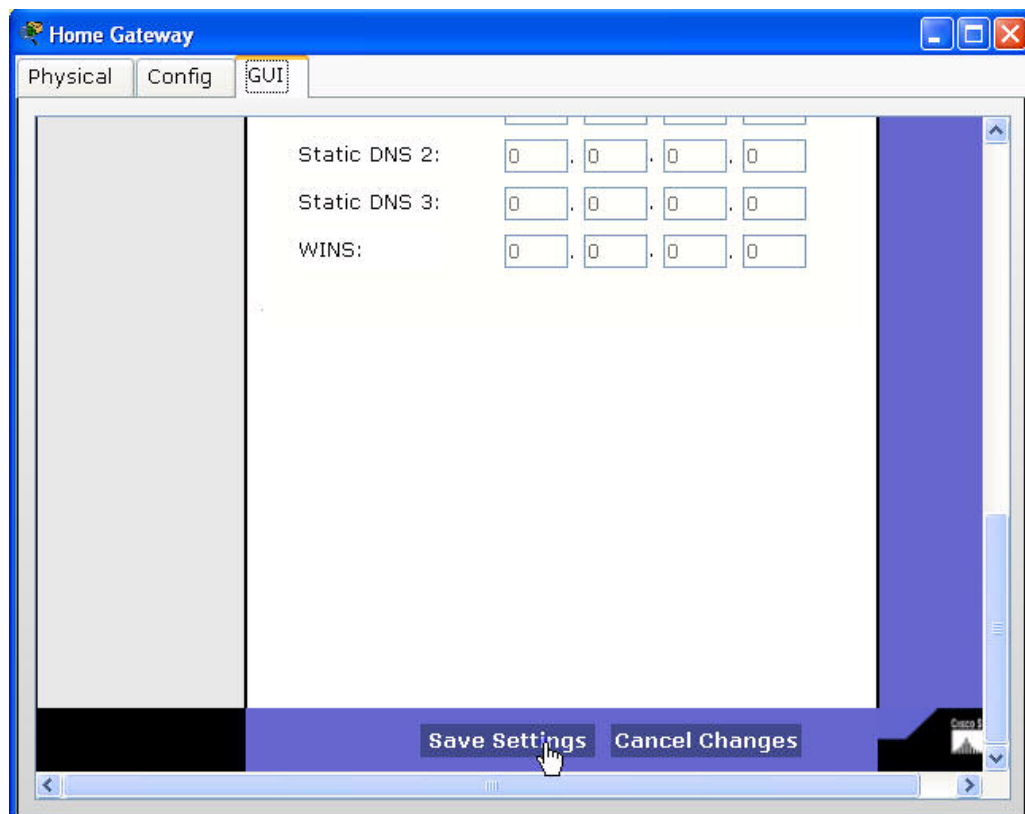 Home Gateway
Physical Config GUI
Static DNS 2: 0 . 0 . 0 . 0
Static DNS 3: 0 . 0 . 0 . 0
WINS: 0 . 0 . 0 . 0
Save Settings Cancel Changes
Cisco S